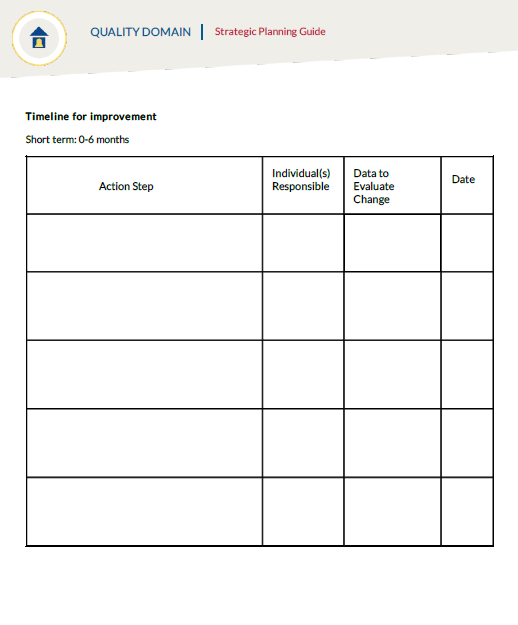 QUALITY DOMAIN | Strategic Planning Guide
Timeline for improvement
Short term: 0-6 months
Action Step
Individual(s)
Responsible
Data to
Evaluate
Change
Date